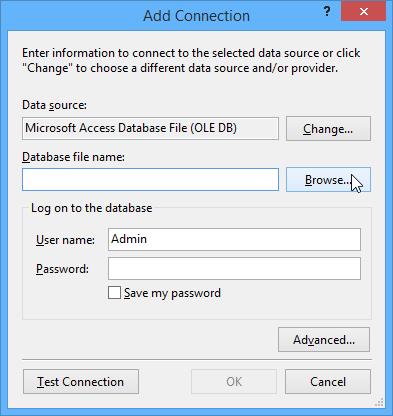 Add Connection
?
Enter information to connect to the selected data source or click
"Change" to choose a different data source and/or provider.
Data source:
Microsoft Access Database File (OLE DB)
Change...
Database file name:
Browse...
Log on to the database
User name:
Admin
Password:
Save my password
Advanced...
Test Connection
OK
Cancel